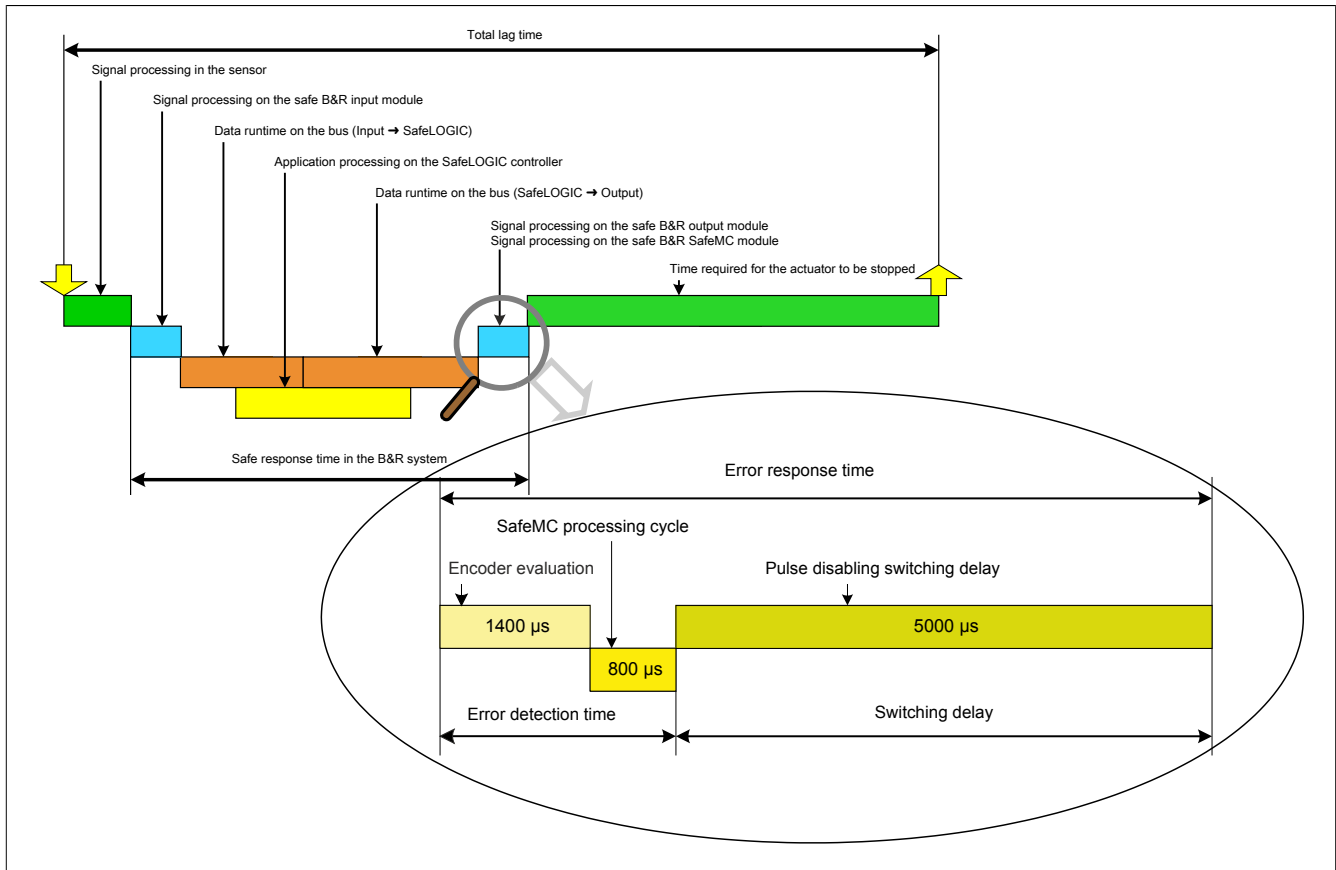 Total lag time
Signal processing in the sensor
Signal processing on the safe B&R input module
Data runtime on the bus (Input ➔ SafeLOGIC)
Application processing on the SafeLOGIC controller
Data runtime on the bus (SafeLOGIC ➔ Output)
Signal processing on the safe B&R output module
Signal processing on the safe B&R SafeMC module
Time required for the actuator to be stopped
Safe response time in the B&R system
Error response time
SafeMC processing cycle
Encoder evaluation
Pulse disabling switching delay
1400 µs
5000 µs
800 µs
Error detection time
Switching delay